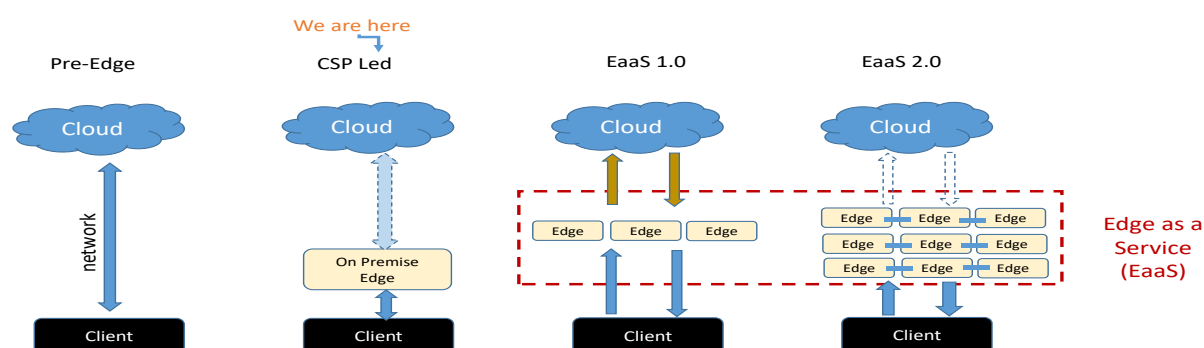 We are here
Pre-Edge
CSP Led
EaaS 1.0
EaaS 2.0
Cloud
Cloud
Cloud
Cloud
network
On Premise
Edge
Edge
Edge
Edge
Edge
Edge
Edge
Edge
Edge
Edge
Edge
Edge
Edge
Edge as a
Service
(EaaS)
Client
Client
Client
Client